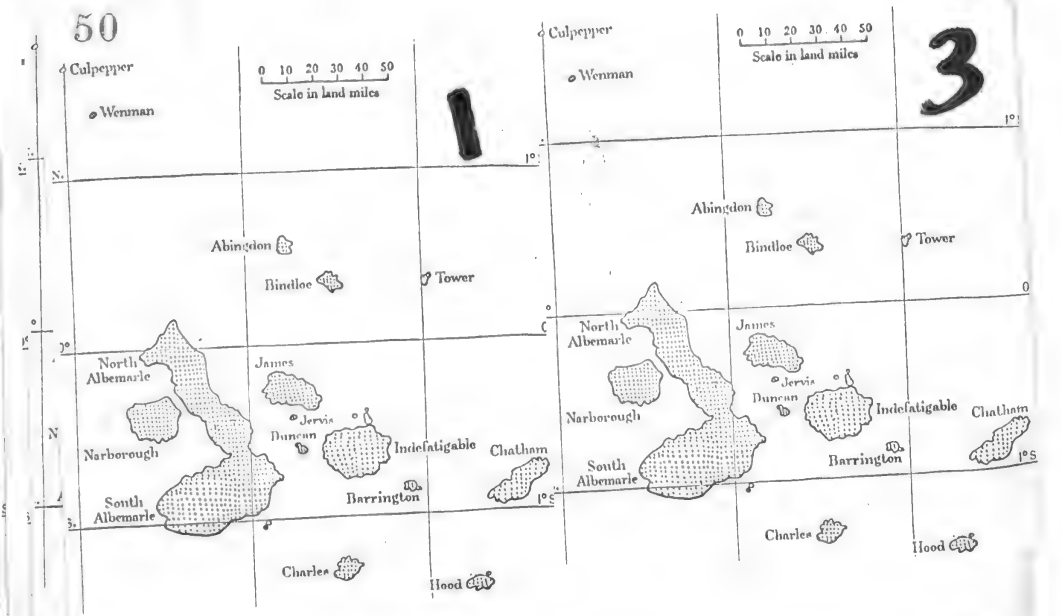 50
Culpepper
0 10 20 30 40 50
Scale in land miles
Wenman
1
N.
1°
Abingdon
Bindloe
Tower
0°
North
Albemarle
James
Narborough
Jervis
Duncan
Indefatigable
Chatham
South
Albemarle
Barrington
1°S
S.
Charles
Hood
Culpepper
0 10 20 30 40 50
Scale in land miles
Wenman
3
1°
Abingdon
Bindloe
Tower
0
North
Albemarle
James
Narborough
Jervis
Duncan
Indefatigable
Chatham
South
Albemarle
Barrington
1°S
Charles
Hood
N